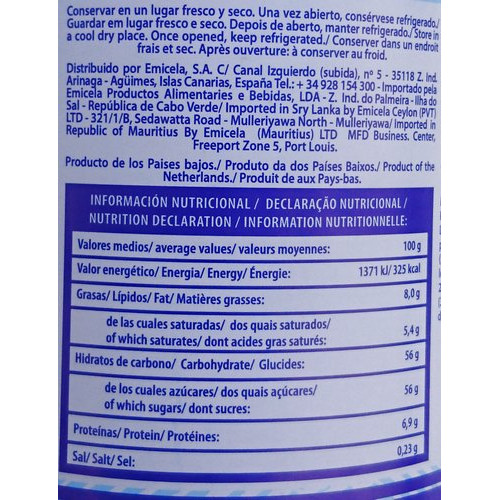 Conservar en un lugar fresco y seco. Una vez abierto, consérvese refrigerado./
Guardar em lugar fresco e seco. Depois de aberto, manter refrigerado./ Store in
a cool dry place. Once opened, keep refrigerated./ Conserver dans un endroit
frais et sec. Après ouverture: à conserver au froid.
Distribuido por Emicela, S.A. C/ Canal Izquierdo (subida), nº 5 - 35118 Z. Ind.
Arinaga - Agüimes, Islas Canarias, España Tel.: + 34 928 154 300 - Importado pela
Emicela Produtos Alimentares e Bebidas, LDA - Z. Ind. do Palmeira - Ilha do
Sal - República de Cabo Verde/ Imported in Sry Lanka by Emicela Ceylon (PVT)
LTD - 321/1/B, Sedawatta Road - Mulleriyawa North - Mulleriyawa/ Imported in
Republic of Mauritius By Emicela (Mauritius) LTD MFD Business. Center,
Freeport Zone 5, Port Louis.
Producto de los Paises bajos./ Produto da dos Países Baixos./ Product of the
Netherlands./ Produit de aux Pays-bas.
INFORMACIÓN NUTRICIONAL / DECLARAÇÃO NUTRICIONAL /
NUTRITION DECLARATION / INFORMATION NUTRITIONNELLE:
Valores medios/ average values/ valeurs moyennes: 100 g
Valor energético/ Energia/ Energy/ Énergie: 1371 kJ/ 325 kcal
Grasas/ Lípidos/ Fat/ Matières grasses: 8,0 g
de las cuales saturadas/ dos quais saturados/
of which saturates/ dont acides gras saturés: 5,4 g
Hidratos de carbono/ Carbohydrate/ Glucides: 56 g
de los cuales azúcares/ dos quais açúcares/
of which sugars/ dont sucres: 56 g
Proteínas/ Protein/ Protéines: 6,9 g
Sal/ Salt/ Sel: 0,23 g